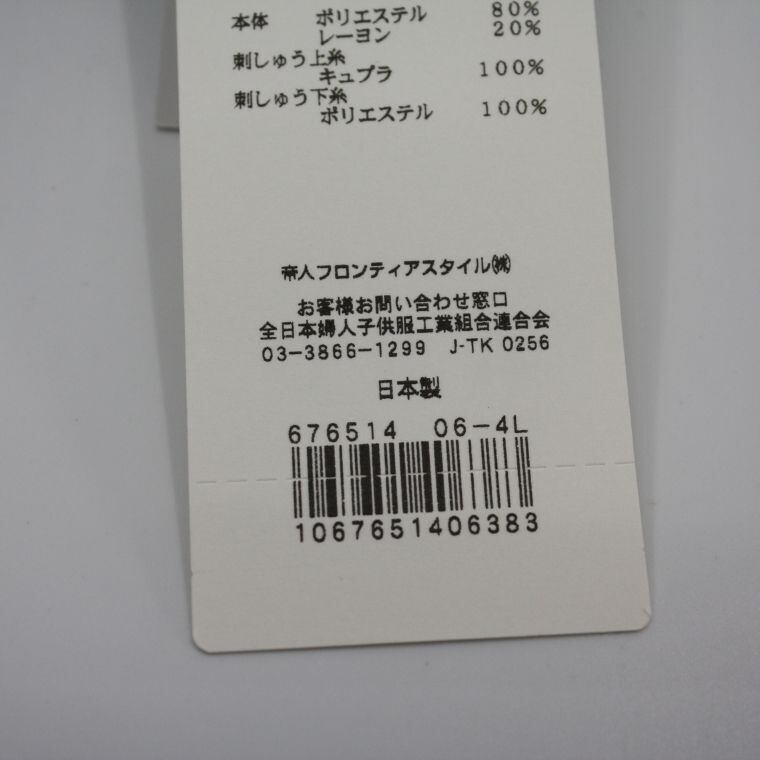 本体 ポリエステル 80%
レーヨン 20%
刺しゅう上糸
キュプラ 100%
刺しゅう下糸
ポリエステル 100%
帝人フロンティアスタイル㈱
お客様お問い合わせ窓口
全日本婦人子供服工業組合連合会
03-3866-1299 J-TK 0256
日本製
676514 06-4L
1067651406383